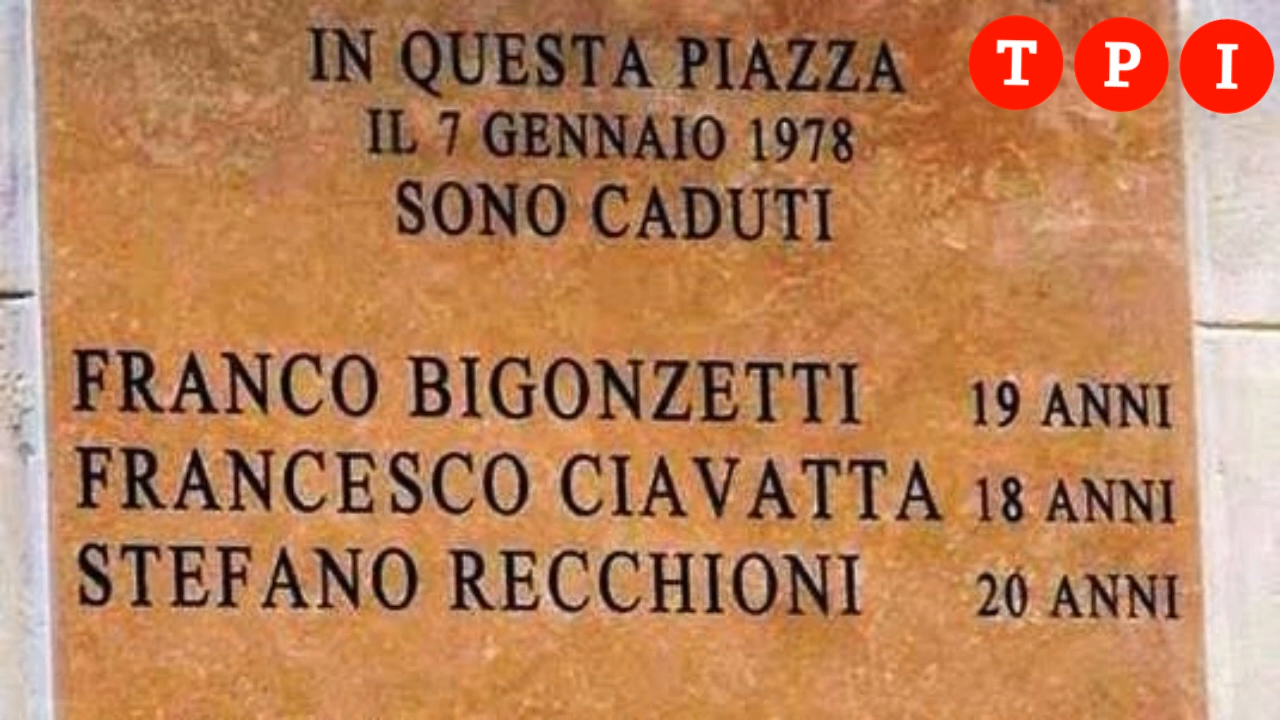 IN QUESTA PIAZZA
IL 7 GENNAIO 1978
SONO CADUTI
FRANCO BIGONZETTI 19 ANNI
FRANCESCO CIAVATTA 18 ANNI
STEFANO RECCHIONI 20 ANNI
T P I